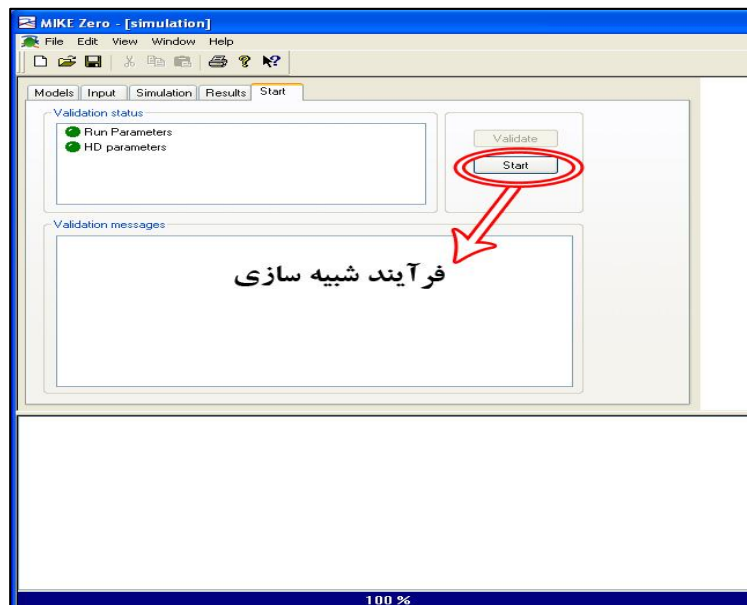 MIKE Zero - [simulation]
File Edit View Window Help
Models Input Simulation Results Start
Validation status
Run Parameters
HD parameters
Validate
Start
Validation messages
فرآیند شبیه سازی
100 %